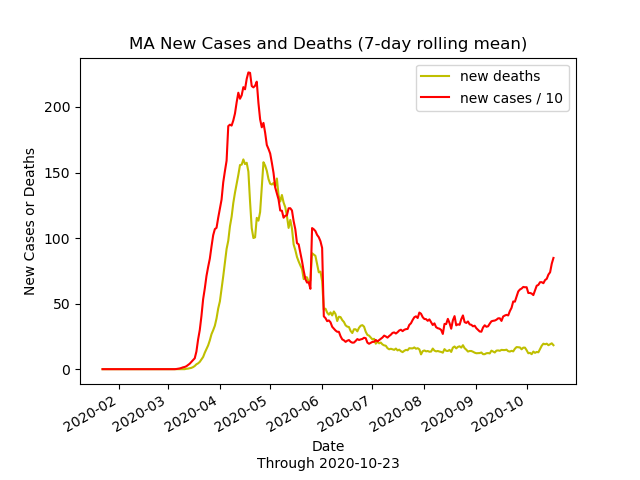 MA New Cases and Deaths (7-day rolling mean)
new deaths
new cases / 10
200
150
100
50
0
New Cases or Deaths
2020-02
2020-03
2020-04
2020-05
2020-06
2020-07
2020-08
2020-09
2020-10
Date
Through 2020-10-23